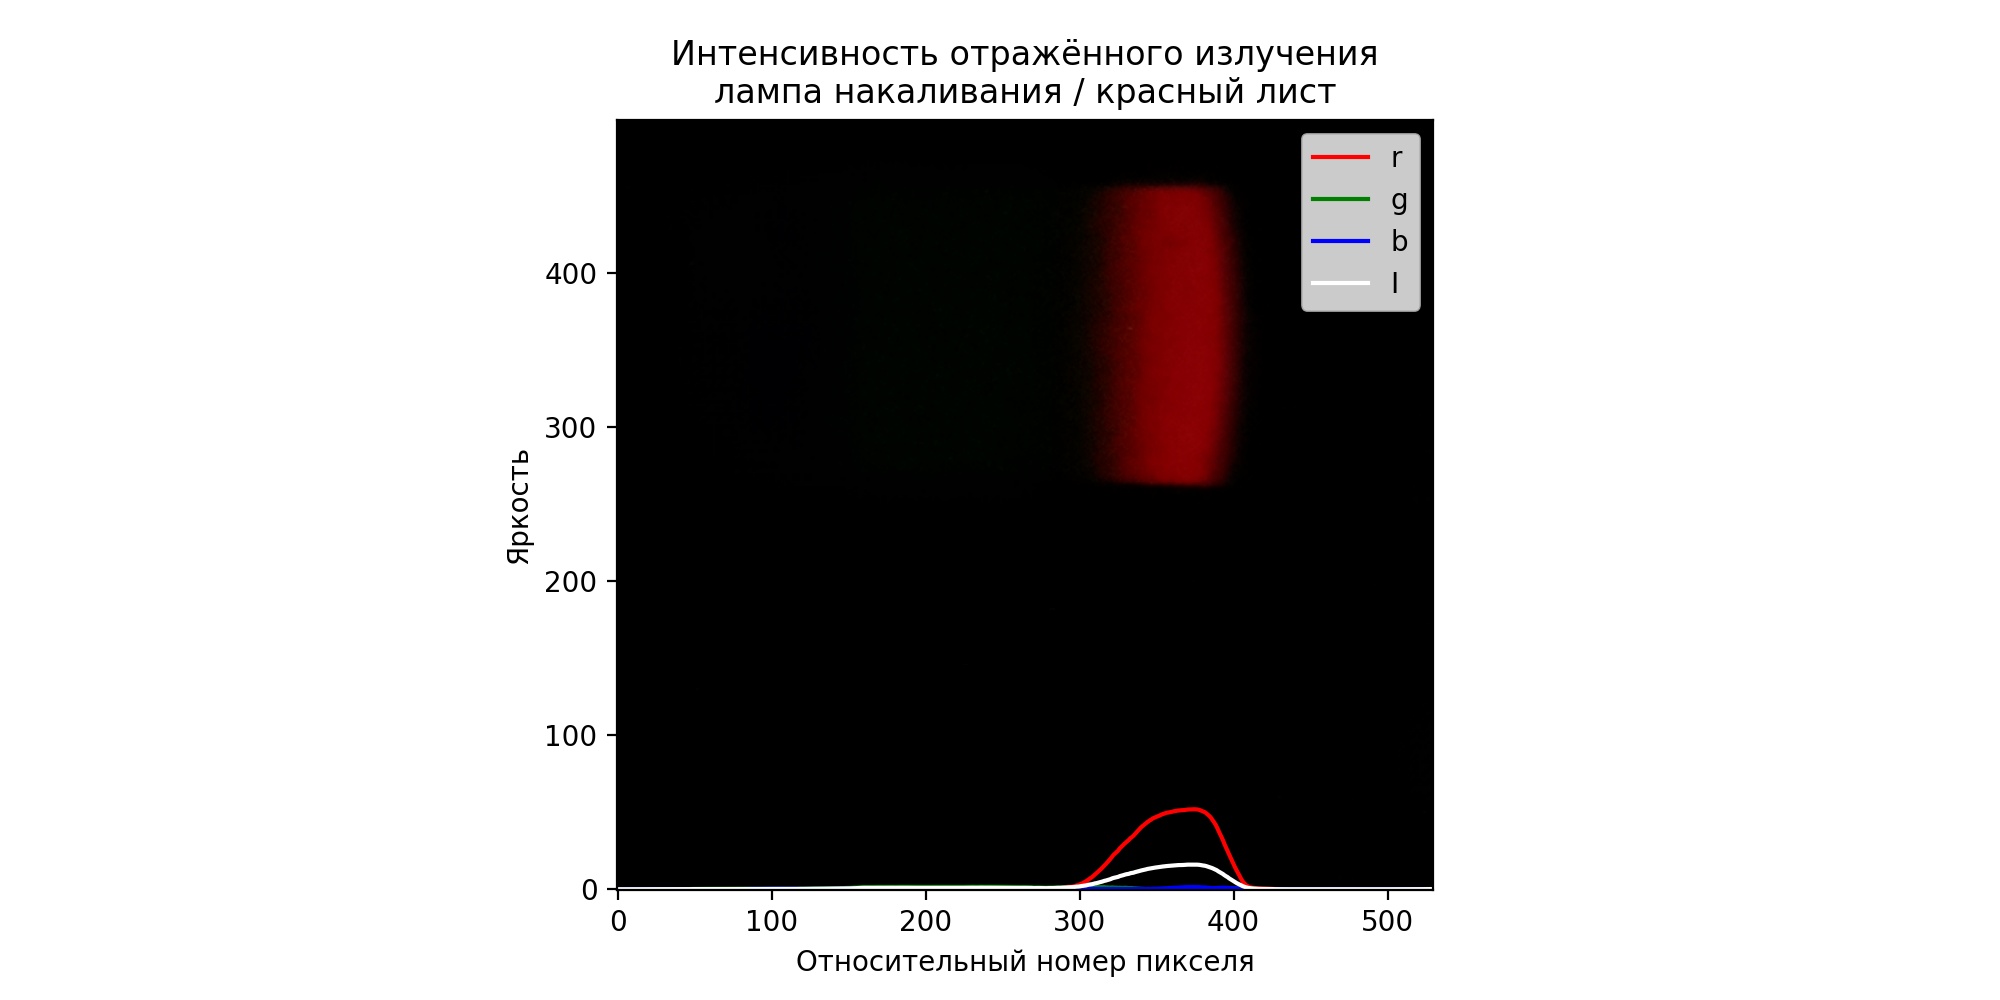 Интенсивность отражённого излучения
лампа накаливания / красный лист
r
g
b
l
400
300
200
100
0
Яркость
0 100 200 300 400 500
Относительный номер пикселя